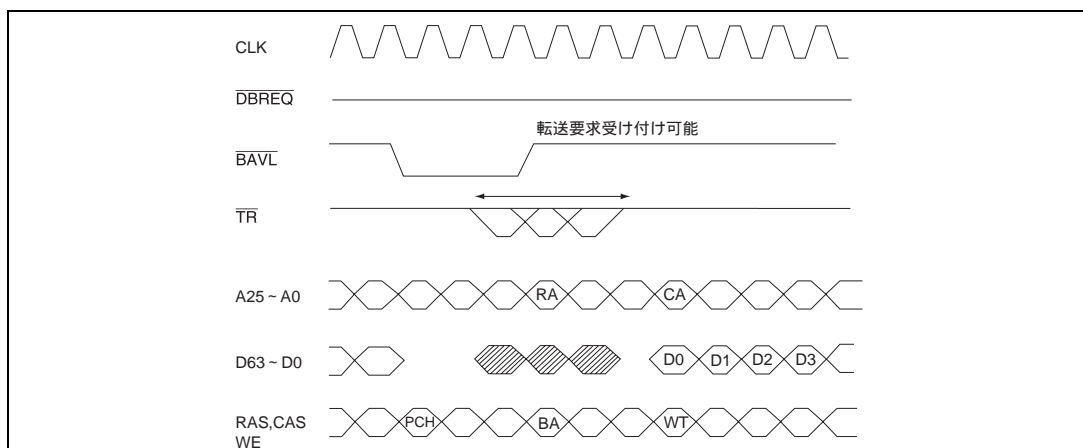 CLK
DBREQ
転送要求受け付け可能
BAVL
TR
A25 ~ A0 RA CA
D63 ~ D0 D0 D1 D2 D3
RAS,CAS PCH BA WT
WE